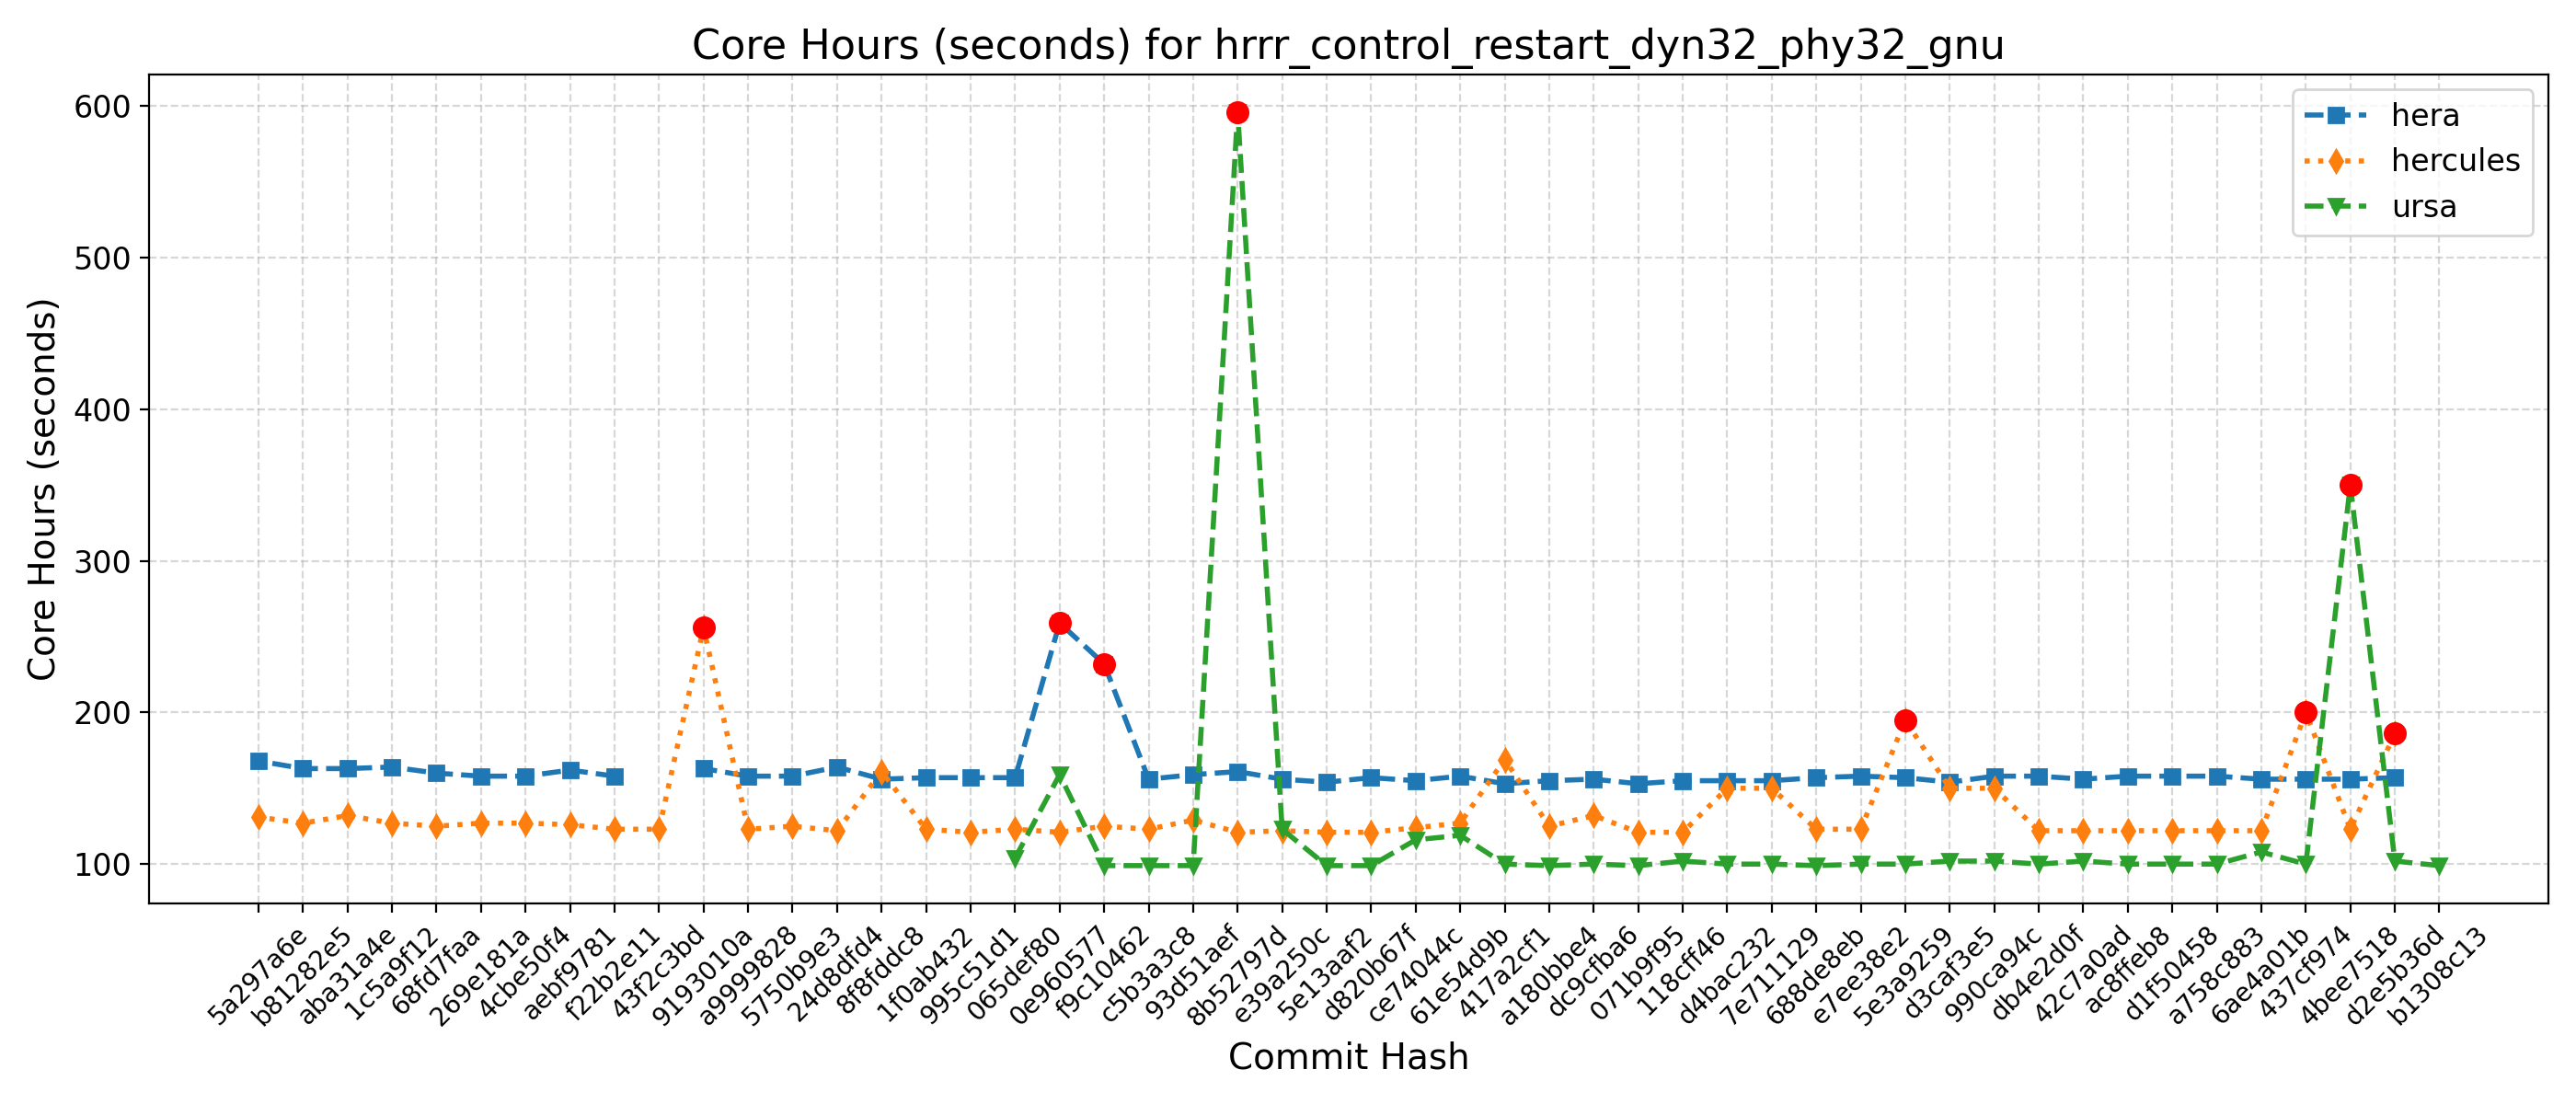 Core Hours (seconds) for hrrr_control_restart_dyn32_phy32_gnu
600
500
400
300
200
100
Core Hours (seconds)
hera
hercules
ursa
5a297a6e
b81282e5
aba31a4e
1c5a9f12
68fd7faa
269e181a
4cbe50f4
aebf9781
f22b2e11
43f2c3bd
9193010a
a9999828
5750b9e3
24d8dfd4
8f8fddc8
1f0ab432
995c51d1
065def80
0e960577
f9c10462
c5b3a3c8
93d51aef
8b52797d
e39a250c
5e13aaf2
d820b67f
ce74044c
61e54d9b
417a2cf1
a180bbe4
dc9cfba6
071b9f95
118cff46
d4bac232
7e711129
688de8eb
e7ee38e2
5e3a9259
d3caf3e5
990ca94c
db4e2d0f
42c7a0ad
ac8ffeb8
d1f50458
a758c883
6ae4a01b
437cf974
4bee7518
d2e5b36d
b1308c13
Commit Hash